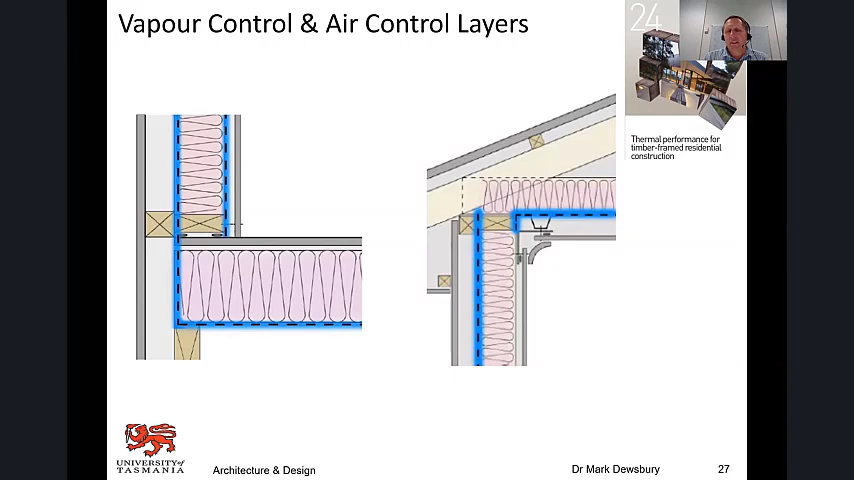 Vapour Control & Air Control Layers
24
Thermal performance for
timber-framed residential
construction
UNIVERSITY of
TASMANIA
Architecture & Design
Dr Mark Dewsbury
27